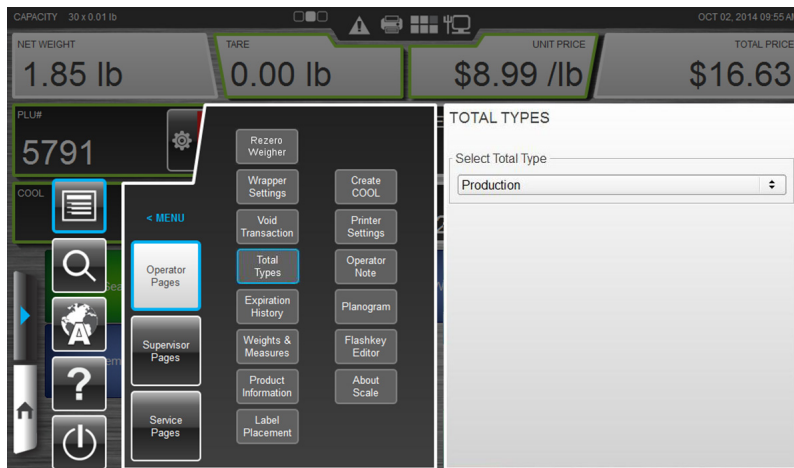 CAPACITY 30 x 0.01 lb
OCT 02, 2014 09:55
NET WEIGHT
TARE
UNIT PRICE
TOTAL PRICE
1.85 lb
0.00 lb
$8.99 /lb
$16.63
PLU#
5791
COOL
< MENU
Operator
Pages
Supervisor
Pages
Service
Pages
Rezero
Weigher
Wrapper
Settings
Create
COOL
Void
Transaction
Printer
Settings
Total
Types
Operator
Note
Expiration
History
Planogram
Weights &
Measures
Flashkey
Editor
Product
Information
About
Scale
Label
Placement
TOTAL TYPES
Select Total Type
Production
A
?